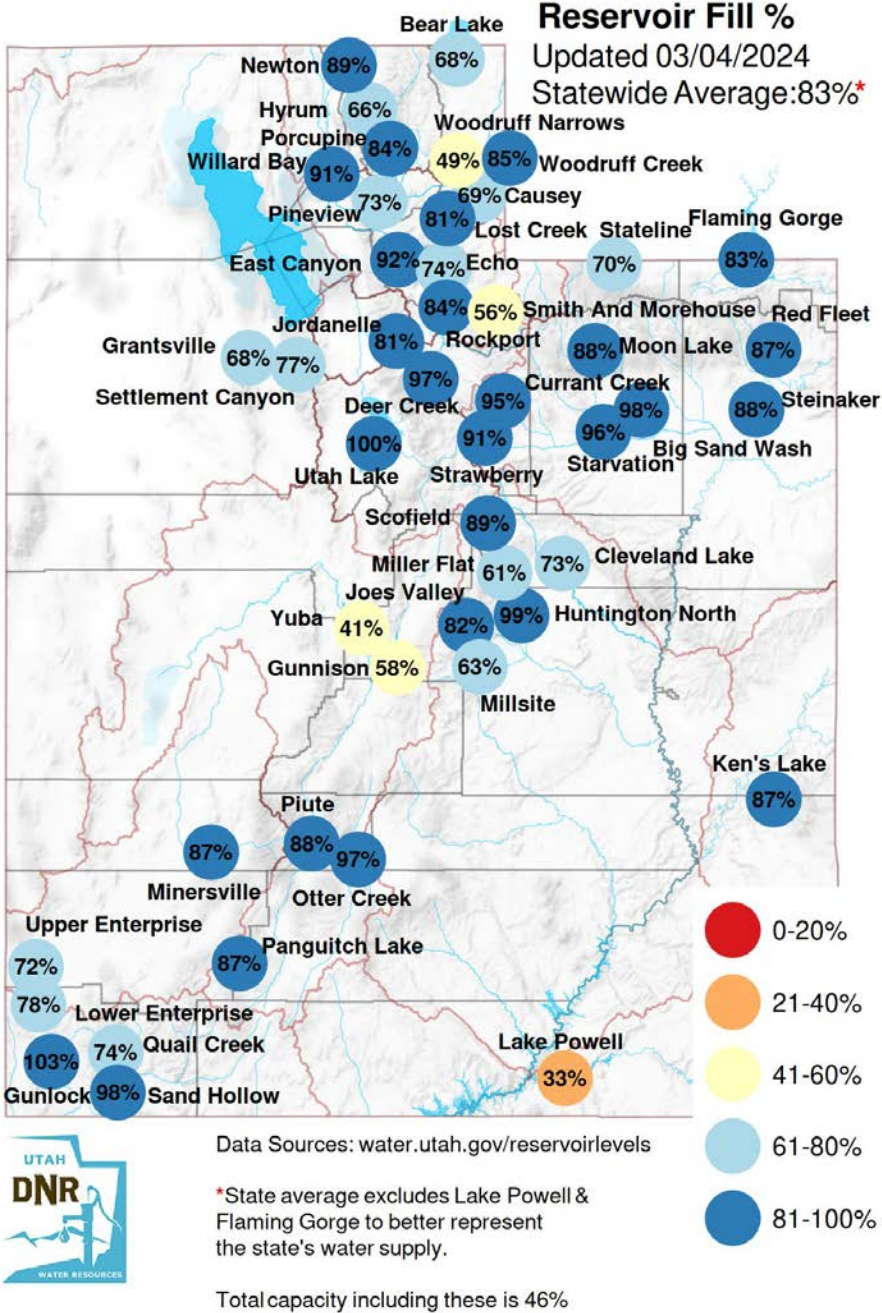 Reservoir Fill %
Updated 03/04/2024
Statewide Average:83%*
Bear Lake
68%
Newton 89%
Hyrum 66%
Porcupine 84%
Woodruff Narrows
49%
85% Woodruff Creek
Willard Bay 91%
Pineview 73%
69% Causey
81% Lost Creek
Stateline
70%
Flaming Gorge
83%
East Canyon 92%
74% Echo
84% Rockport
56% Smith And Morehouse
Red Fleet
87%
Jordanelle
81%
Grantsville 68%
77%
Settlement Canyon
88% Moon Lake
97%
Deer Creek
Currant Creek
95%
98%
Big Sand Wash
88% Steinaker
96%
Starvation
100%
Utah Lake
91%
Strawberry
Scofield 89%
Miller Flat 61%
73% Cleveland Lake
Joes Valley
82%
99% Huntington North
Yuba 41%
Gunnison 58%
63%
Millsite
Ken's Lake
87%
Piute
88%
87%
Minersville
97%
Otter Creek
Upper Enterprise
72%
87% Panguitch Lake
78%
Lower Enterprise
103%
Gunlock
74% Quail Creek
98% Sand Hollow
Lake Powell
33%
0-20%
21-40%
41-60%
61-80%
81-100%
UTAH
DNR
WATER RESOURCES
Data Sources: water.utah.gov/reservoirlevels
*State average excludes Lake Powell &
Flaming Gorge to better represent
the state's water supply.
Total capacity including these is 46%